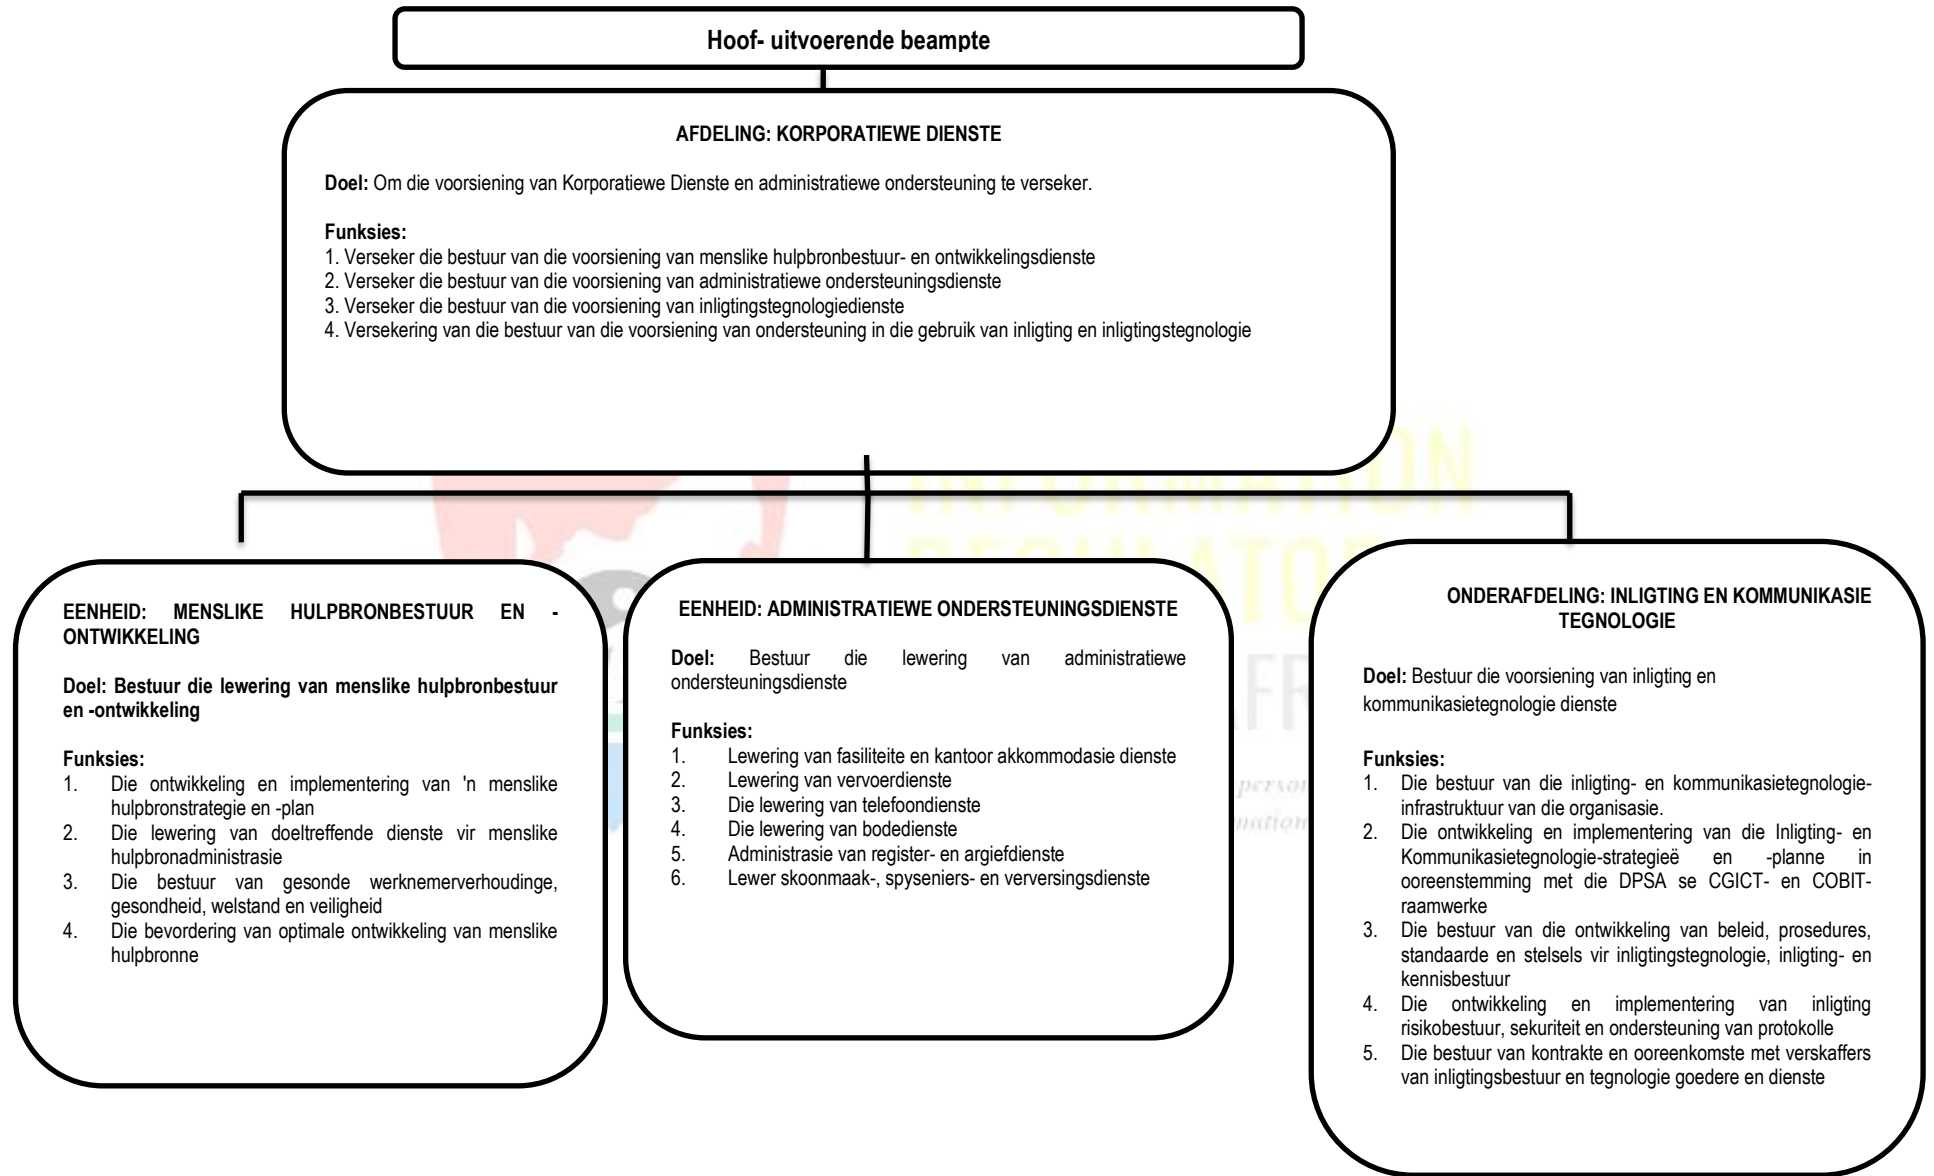 Hoof- uitvoerende beampte
AFDELING: KORPORATIEWE DIENSTE
Doel: Om die voorsiening van Korporatiewe Dienste en administratiewe ondersteuning te verseker.
Funksies:
1. Verseker die bestuur van die voorsiening van menslike hulpbronbestuur- en ontwikkelingsdienste
2. Verseker die bestuur van die voorsiening van administratiewe ondersteuningsdienste
3. Verseker die bestuur van die voorsiening van inligtingstegnologiedienste
4. Versekering van die bestuur van die voorsiening van ondersteuning in die gebruik van inligting en inligtingstegnologie
EENHEID: MENSLIKE HULPBRONBESTUUR EN -
ONTWIKKELING
Doel: Bestuur die lewering van menslike hulpbronbestuur
en -ontwikkeling
Funksies:
1. Die ontwikkeling en implementering van 'n menslike
hulpbronstrategie en -plan
2. Die lewering van doeltreffende dienste vir menslike
hulpbronadministrasie
3. Die bestuur van gesonde werknemerverhoudinge,
gesondheid, welstand en veiligheid
4. Die bevordering van optimale ontwikkeling van menslike
hulpbronne
EENHEID: ADMINISTRATIEWE ONDERSTEUNINGSDIENSTE
Doel: Bestuur die lewering van administratiewe
ondersteuningsdienste
Funksies:
1. Lewering van fasiliteite en kantoor akkommodasie dienste
2. Lewering van vervoerdienste
3. Die lewering van telefoondienste
4. Die lewering van bodedienste
5. Administrasie van register- en argiefdienste
6. Lewer skoonmaak-, spyseniers- en verversingsdienste
ONDERAFDELING: INLIGTING EN KOMMUNIKASIE
TEGNOLOGIE
Doel: Bestuur die voorsiening van inligting en
kommunikasietegnologie dienste
Funksies:
1. Die bestuur van die inligting- en kommunikasietegnologie-
infrastruktuur van die organisasie.
2. Die ontwikkeling en implementering van die Inligting- en
Kommunikasietegnologie-strategieë en -planne in
ooreenstemming met die DPSA se CGICT- en COBIT-
raamwerke
3. Die bestuur van die ontwikkeling van beleid, prosedures,
standaarde en stelsels vir inligtingstegnologie, inligting- en
kennisbestuur
4. Die ontwikkeling en implementering van inligting
risikobestuur, sekuriteit en ondersteuning van protokolle
5. Die bestuur van kontrakte en ooreenkomste met verskaffers
van inligtingsbestuur en tegnologie goedere en dienste